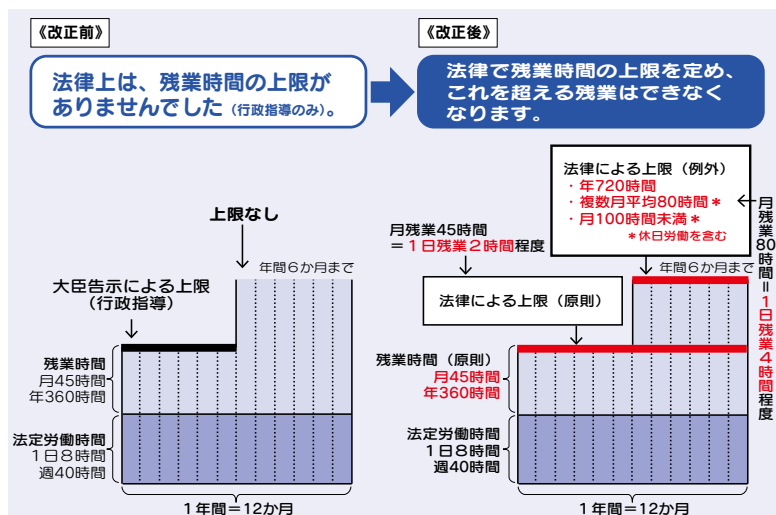 《改正前》
法律上は、残業時間の上限が
ありませんでした（行政指導のみ）。
上限なし
年間６か月まで
大臣告示による上限
（行政指導）
残業時間
月45時間
年360時間
法定労働時間
１日８時間
週40時間
１年間＝12か月
《改正後》
法律で残業時間の上限を定め、
これを超える残業はできなく
なります。
法律による上限（例外）
・年720時間
・複数月平均80時間＊
・月100時間未満＊
＊休日労働を含む
月残業45時間
＝１日残業２時間程度
年間６か月まで
法律による上限（原則）
月残業80時間＝１日残業４時間程度
残業時間（原則）
月45時間
年360時間
法定労働時間
１日８時間
週40時間
１年間＝12か月